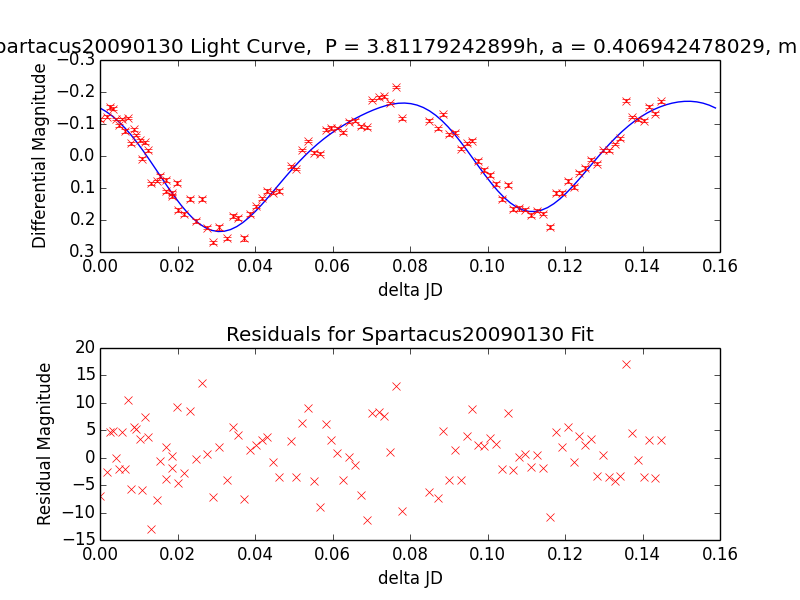 partacus20090130 Light Curve,  P = 3.81179242899h, a = 0.406942478029, m
−0.3
−0.2
−0.1
0.0
0.1
0.2
0.3
Differential Magnitude
0.00 0.02 0.04 0.06 0.08 0.10 0.12 0.14 0.16
delta JD
Residuals for Spartacus20090130 Fit
20
15
10
5
0
−5
−10
−15
Residual Magnitude
0.00 0.02 0.04 0.06 0.08 0.10 0.12 0.14 0.16
delta JD